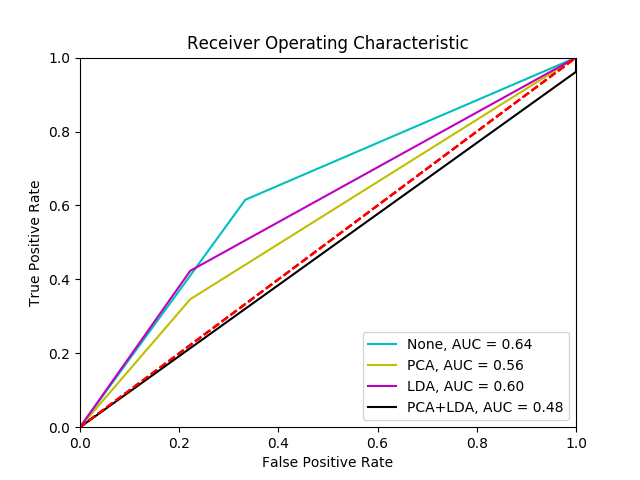 Receiver Operating Characteristic
True Positive Rate
1.0
0.8
0.6
0.4
0.2
0.0
None, AUC = 0.64
PCA, AUC = 0.56
LDA, AUC = 0.60
PCA+LDA, AUC = 0.48
0.0 0.2 0.4 0.6 0.8 1.0
False Positive Rate